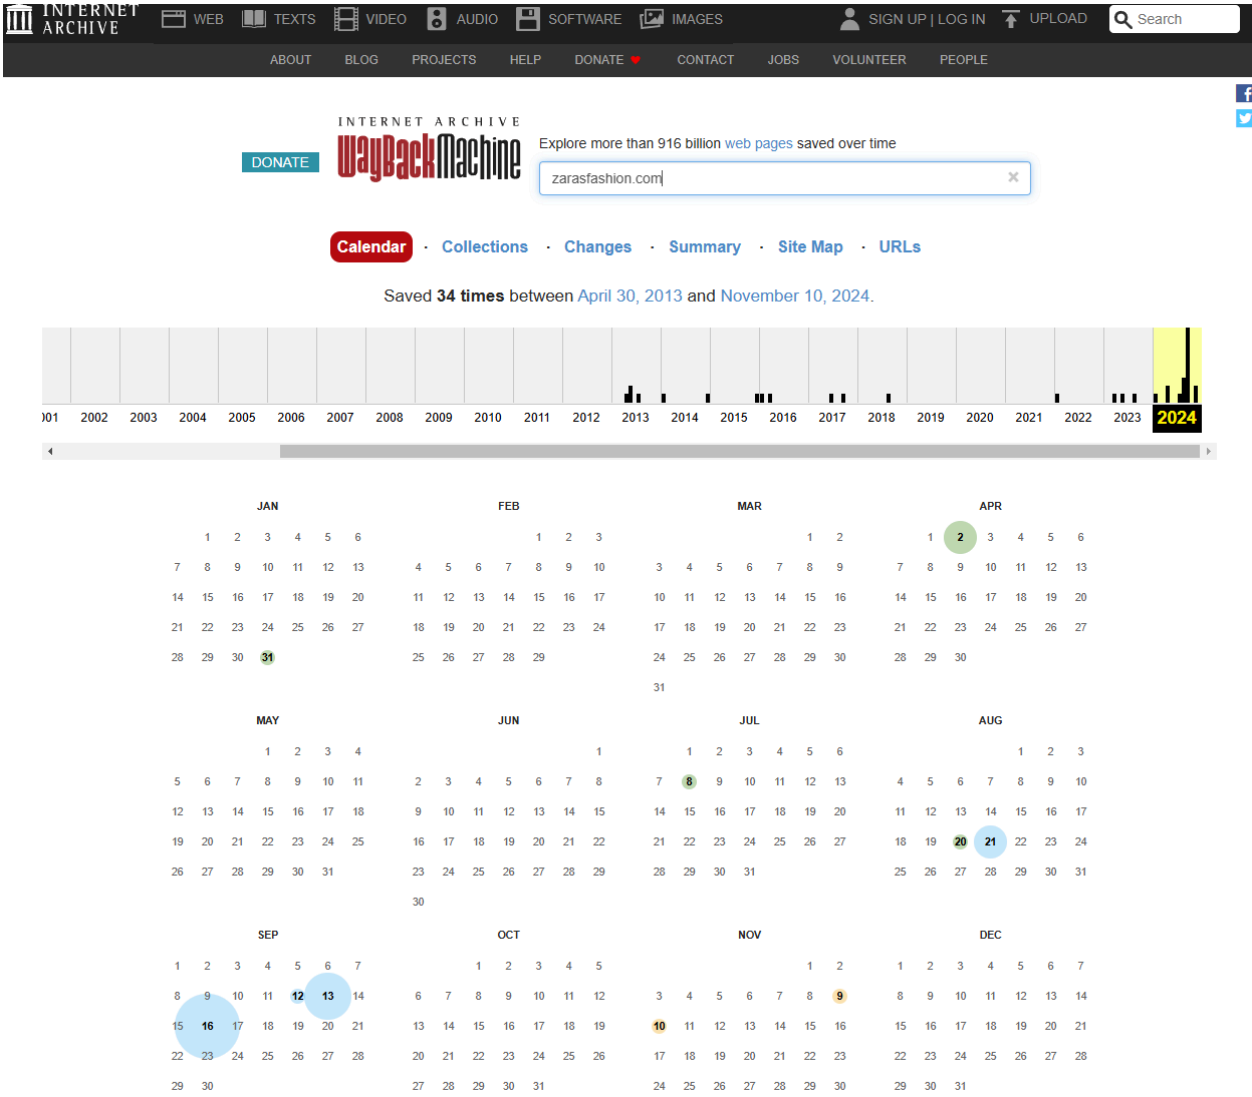 INTERNET ARCHIVE
WEB TEXTS VIDEO AUDIO SOFTWARE IMAGES SIGN UP | LOG IN UPLOAD Search
ABOUT BLOG PROJECTS HELP DONATE CONTACT JOBS VOLUNTEER PEOPLE
INTERNET ARCHIVE
DONATE WayBackMachine
Explore more than 916 billion web pages saved over time
zarasfashion.com
Calendar · Collections · Changes · Summary · Site Map · URLs
Saved 34 times between April 30, 2013 and November 10, 2024.
2002 2003 2004 2005 2006 2007 2008 2009 2010 2011 2012 2013 2014 2015 2016 2017 2018 2019 2020 2021 2022 2023 2024
JAN FEB MAR APR
1 2 3 4 5 6 1 2 3 1 2 1 2 3 4 5 6
7 8 9 10 11 12 13 4 5 6 7 8 9 10 3 4 5 6 7 8 9 7 8 9 10 11 12 13
14 15 16 17 18 19 20 11 12 13 14 15 16 17 10 11 12 13 14 15 16 14 15 16 17 18 19 20
21 22 23 24 25 26 27 18 19 20 21 22 23 24 17 18 19 20 21 22 23 21 22 23 24 25 26 27
28 29 30 31 25 26 27 28 29 24 25 26 27 28 29 30 28 29 30
31
MAY JUN JUL AUG
1 2 3 4 1 1 2 3 4 5 6 1 2 3
5 6 7 8 9 10 11 2 3 4 5 6 7 8 7 8 9 10 11 12 13 4 5 6 7 8 9 10
12 13 14 15 16 17 18 9 10 11 12 13 14 15 14 15 16 17 18 19 20 11 12 13 14 15 16 17
19 20 21 22 23 24 25 16 17 18 19 20 21 22 21 22 23 24 25 26 27 18 19 20 21 22 23 24
26 27 28 29 30 31 23 24 25 26 27 28 29 28 29 30 31 25 26 27 28 29 30 31
30
SEP OCT NOV DEC
1 2 3 4 5 6 7 1 2 3 4 5 1 2 1 2 3 4 5 6 7
8 9 10 11 12 13 14 6 7 8 9 10 11 12 3 4 5 6 7 8 9 8 9 10 11 12 13 14
15 16 17 18 19 20 21 13 14 15 16 17 18 19 10 11 12 13 14 15 16 15 16 17 18 19 20 21
22 23 24 25 26 27 28 20 21 22 23 24 25 26 17 18 19 20 21 22 23 22 23 24 25 26 27 28
29 30 27 28 29 30 31 24 25 26 27 28 29 30 29 30 31